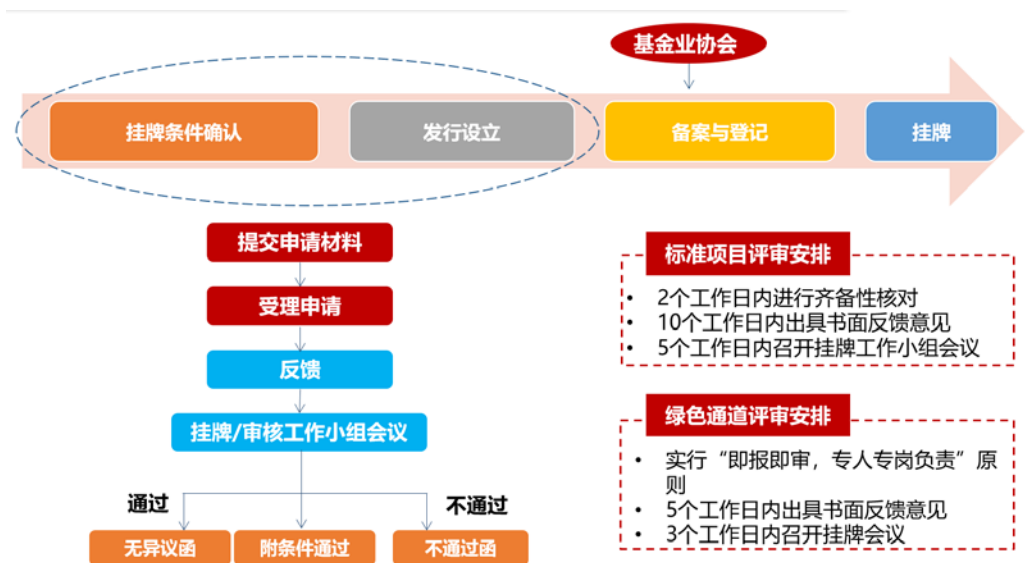 基金业协会
挂牌条件确认
发行设立
备案与登记
挂牌
提交申请材料
受理申请
反馈
挂牌/审核工作小组会议
通过
不通过
无异议函
附条件通过
不通过函
标准项目评审安排
• 2个工作日内进行齐备性核对
• 10个工作日内出具书面反馈意见
• 5个工作日内召开挂牌工作小组会议
绿色通道评审安排
• 实行“即报即审，专人专岗负责”原
则
• 5个工作日内出具书面反馈意见
• 3个工作日内召开挂牌会议